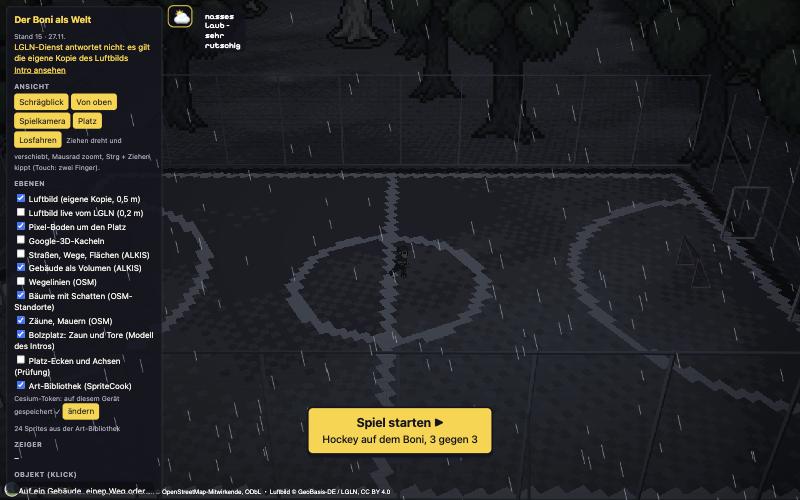 Der Boni als Welt
Stand 15 · 27.11.
LGLN-Dienst antwortet nicht: es gilt
die eigene Kopie des Luftbilds
Intro ansehen
ANSICHT
Schrägblick Von oben
Spielkamera Platz
Losfahren Ziehen dreht und
verschiebt, Mausrad zoomt, Strg + Ziehen
kippt (Touch: zwei Finger).
EBENEN
Luftbild (eigene Kopie, 0,5 m)
Luftbild live vom LGLN (0,2 m)
Pixel-Boden um den Platz
Google-3D-Kacheln
Straßen, Wege, Flächen (ALKIS)
Gebäude als Volumen (ALKIS)
Wegelinien (OSM)
Bäume mit Schatten (OSM-
Standorte)
Zäune, Mauern (OSM)
Bolzplatz: Zaun und Tore (Modell
des Intros)
Platz-Ecken und Achsen
(Prüfung)
Art-Bibliothek (SpriteCook)
Cesium-Token: auf diesem Gerät
gespeichert ✓ ändern
24 Sprites aus der Art-Bibliothek
ZEIGER
–
OBJEKT (KLICK)
Auf ein Gebäude, einen Weg oder
nasses
Laub -
sehr
rutschig
Spiel starten ▶
Hockey auf dem Boni, 3 gegen 3
OpenStreetMap-Mitwirkende, ODbL • Luftbild © GeoBasis-DE / LGLN, CC BY 4.0